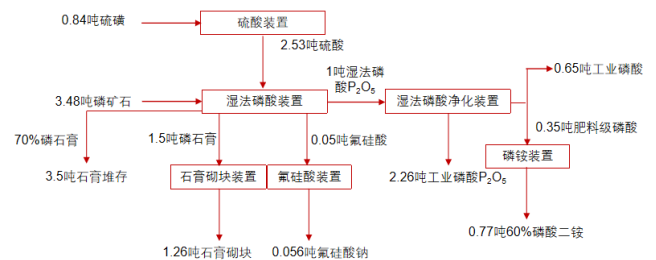 0.84吨硫磺
硫酸装置
2.53吨硫酸
1吨湿法磷
酸P₂O₅
0.65吨工业磷酸
3.48吨磷矿石
湿法磷酸装置
湿法磷酸净化装置
70%磷石膏
1.5吨磷石膏
0.05吨氟硅酸
0.35吨肥料级磷酸
磷铵装置
3.5吨石膏堆存
石膏砌块装置
氟硅酸装置
2.26吨工业磷酸P₂O₅
1.26吨石膏砌块
0.056吨氟硅酸钠
0.77吨60%磷酸二铵